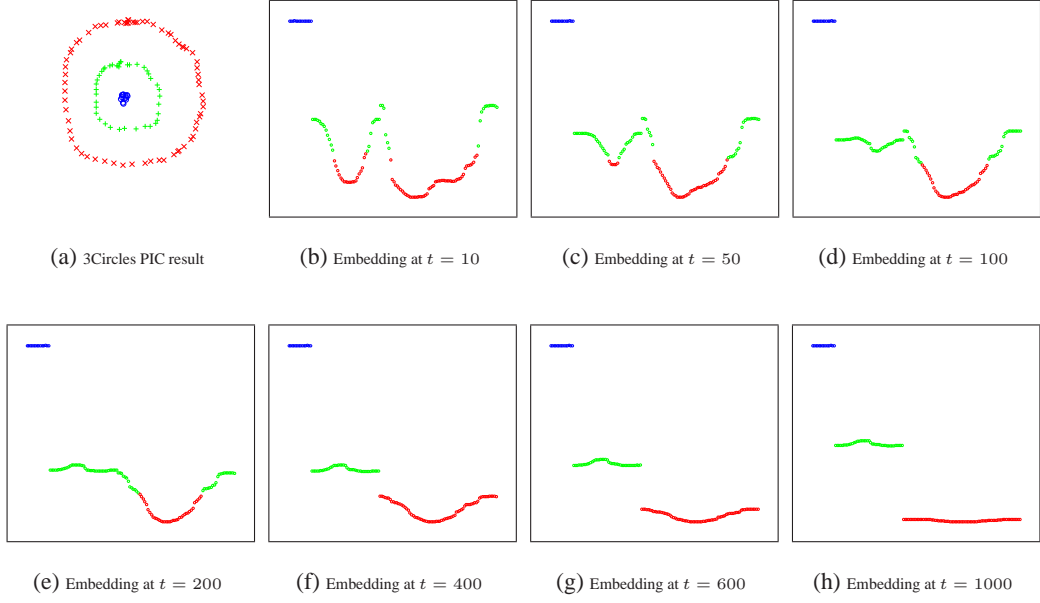 (a) 3Circles PIC result
(b) Embedding at t = 10
(c) Embedding at t = 50
(d) Embedding at t = 100
(e) Embedding at t = 200
(f) Embedding at t = 400
(g) Embedding at t = 600
(h) Embedding at t = 1000